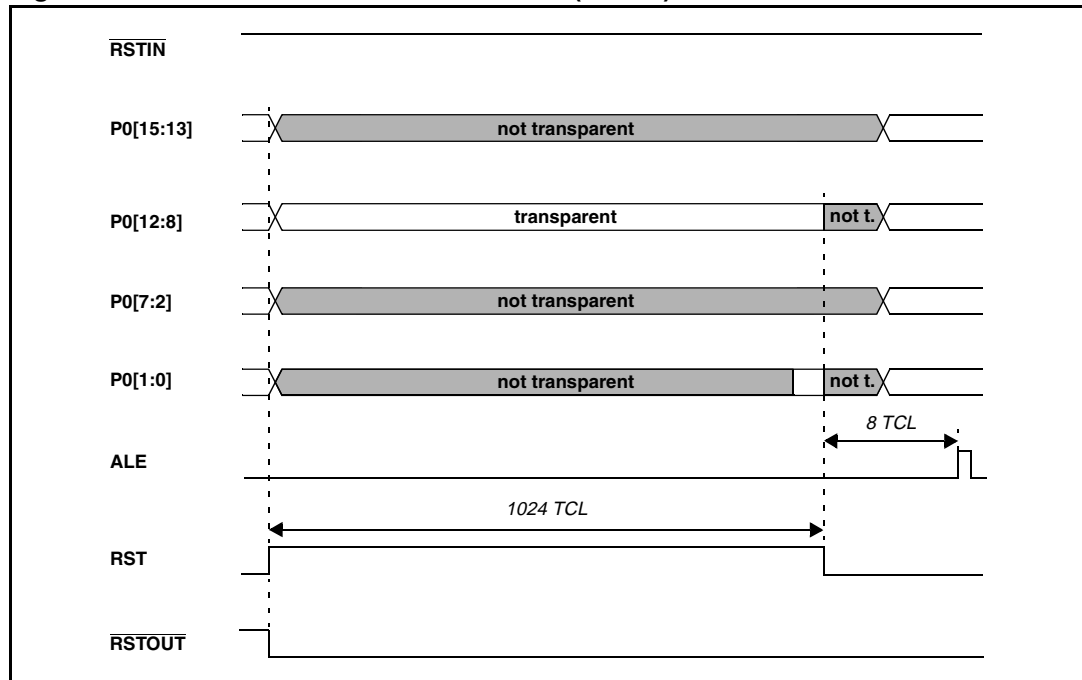 RSTIN
P0[15:13]
not transparent
P0[12:8]
transparent
not t.
P0[7:2]
not transparent
P0[1:0]
not transparent
not t.
8 TCL
ALE
1024 TCL
RST
RSTOUT